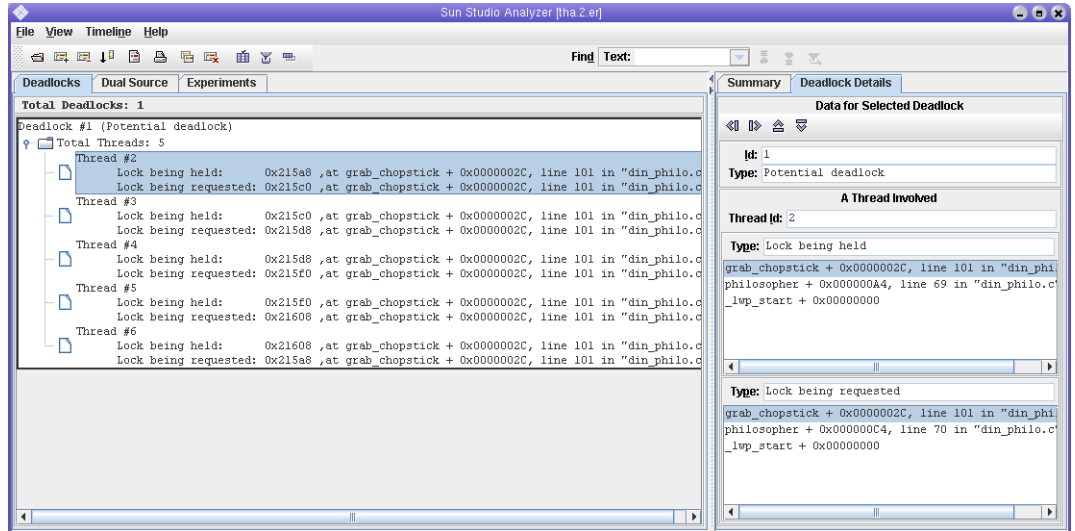 Sun Studio Analyzer [tha.2.er]
File View Timeline Help
Find Text:
Deadlocks Dual Source Experiments
Total Deadlocks: 1
Deadlock #1 (Potential deadlock)
Total Threads: 5
Thread #2
Lock being held: 0x215a8 ,at grab_chopstick + 0x0000002C, line 101 in "din_philo.c
Lock being requested: 0x215c0 ,at grab_chopstick + 0x0000002C, line 101 in "din_philo.c
Thread #3
Lock being held: 0x215c0 ,at grab_chopstick + 0x0000002C, line 101 in "din_philo.c
Lock being requested: 0x215d8 ,at grab_chopstick + 0x0000002C, line 101 in "din_philo.c
Thread #4
Lock being held: 0x215d8 ,at grab_chopstick + 0x0000002C, line 101 in "din_philo.c
Lock being requested: 0x215f0 ,at grab_chopstick + 0x0000002C, line 101 in "din_philo.c
Thread #5
Lock being held: 0x215f0 ,at grab_chopstick + 0x0000002C, line 101 in "din_philo.c
Lock being requested: 0x21608 ,at grab_chopstick + 0x0000002C, line 101 in "din_philo.c
Thread #6
Lock being held: 0x21608 ,at grab_chopstick + 0x0000002C, line 101 in "din_philo.c
Lock being requested: 0x215a8 ,at grab_chopstick + 0x0000002C, line 101 in "din_philo.c
Summary Deadlock Details
Data for Selected Deadlock
Id: 1
Type: Potential deadlock
A Thread Involved
Thread Id: 2
Type: Lock being held
grab_chopstick + 0x0000002C, line 101 in "din_phil
philosopher + 0x000000A4, line 69 in "din_philo.c"
_lwp_start + 0x00000000
Type: Lock being requested
grab_chopstick + 0x0000002C, line 101 in "din_phi
philosopher + 0x000000C4, line 70 in "din_philo.c"
_lwp_start + 0x00000000